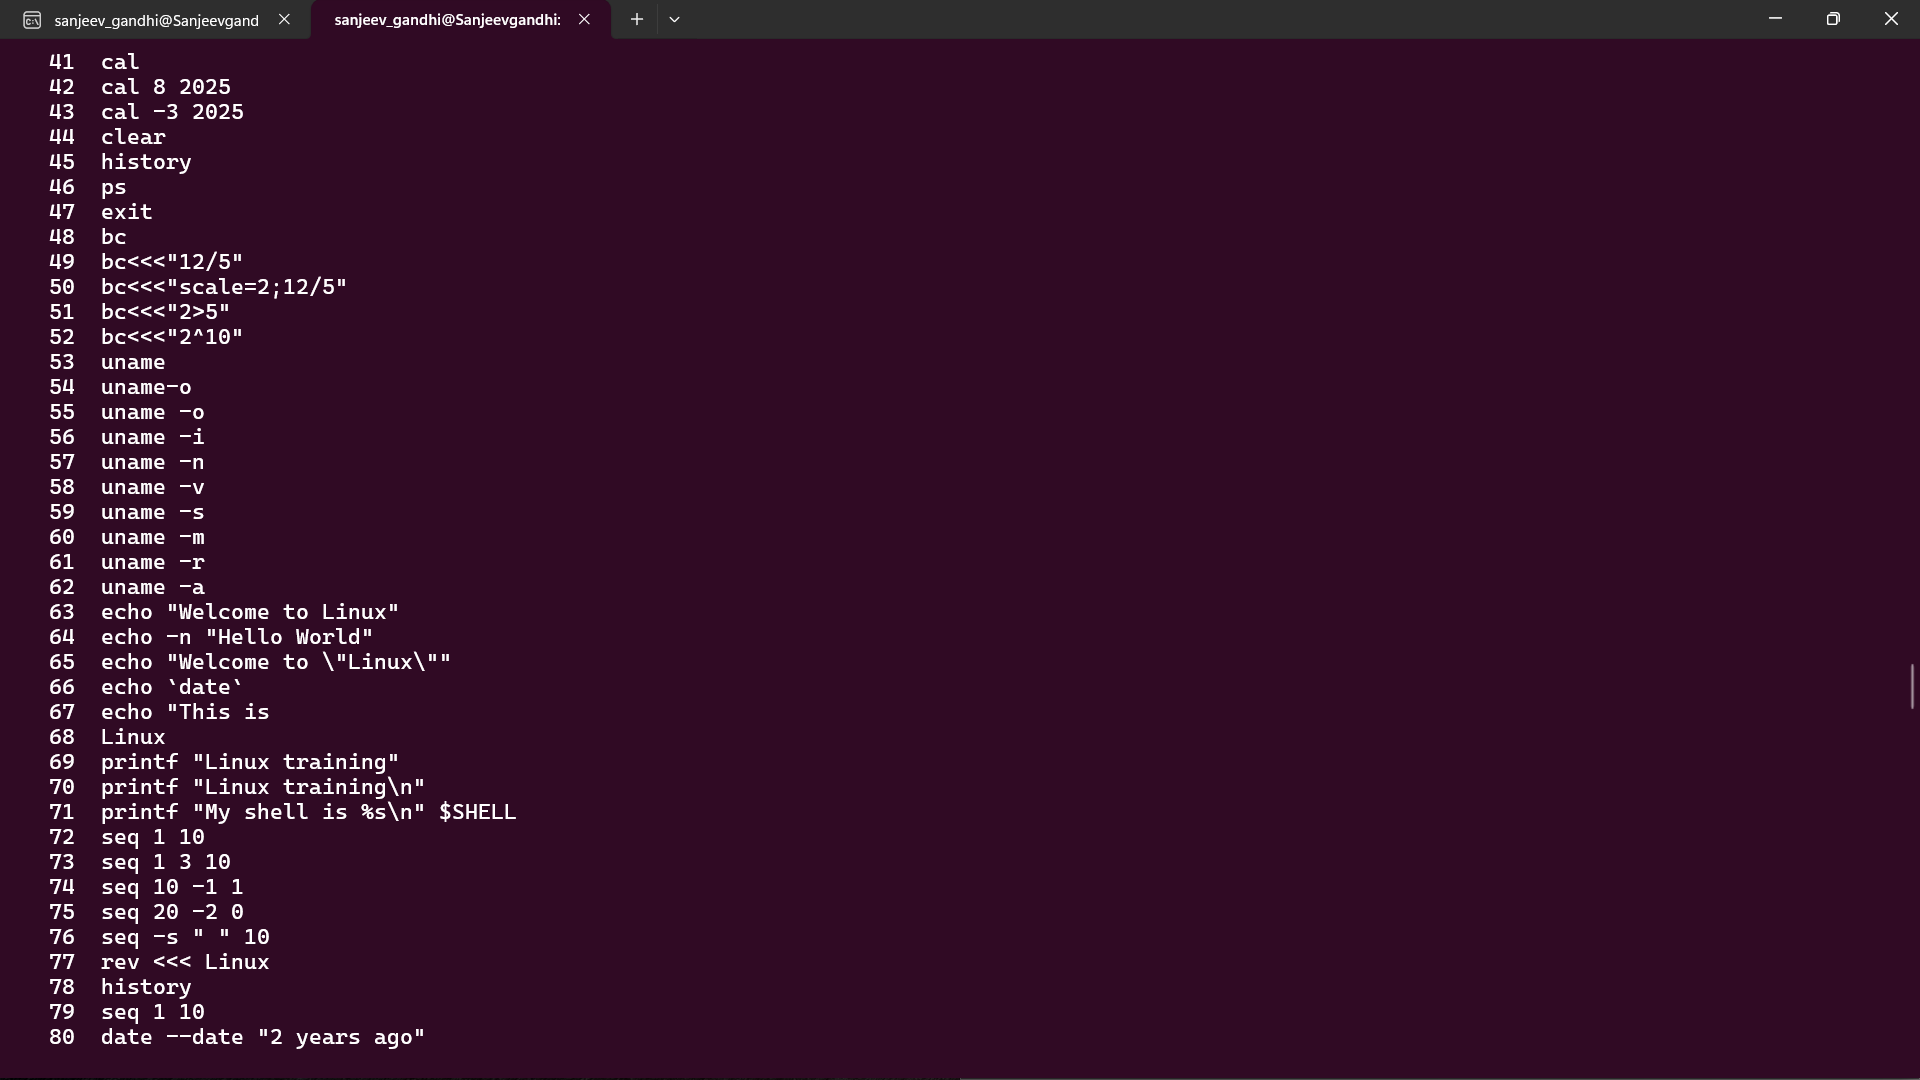 sanjeev_gandhi@Sanjeevgand
sanjeev_gandhi@Sanjeevgandhi:
41 cal
42 cal 8 2025
43 cal -3 2025
44 clear
45 history
46 ps
47 exit
48 bc
49 bc<<<"12/5"
50 bc<<<"scale=2;12/5"
51 bc<<<"2>5"
52 bc<<<"2^10"
53 uname
54 uname-o
55 uname -o
56 uname -i
57 uname -n
58 uname -v
59 uname -s
60 uname -m
61 uname -r
62 uname -a
63 echo "Welcome to Linux"
64 echo -n "Hello World"
65 echo "Welcome to \"Linux\""
66 echo `date`
67 echo "This is
68 Linux
69 printf "Linux training"
70 printf "Linux training\n"
71 printf "My shell is %s\n" $SHELL
72 seq 1 10
73 seq 1 3 10
74 seq 10 -1 1
75 seq 20 -2 0
76 seq -s " " 10
77 rev <<< Linux
78 history
79 seq 1 10
80 date --date "2 years ago"